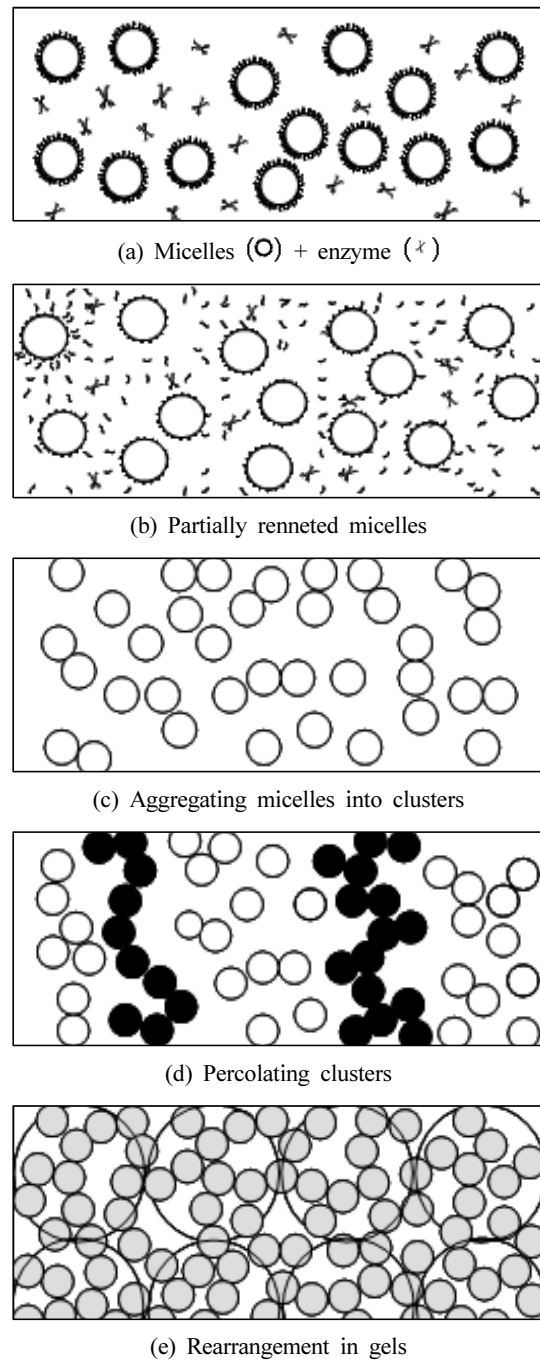 (a) Micelles ( ) + enzyme ( )
(b) Partially renneted micelles
(c) Aggregating micelles into clusters
(d) Percolating clusters
(e) Rearrangement in gels